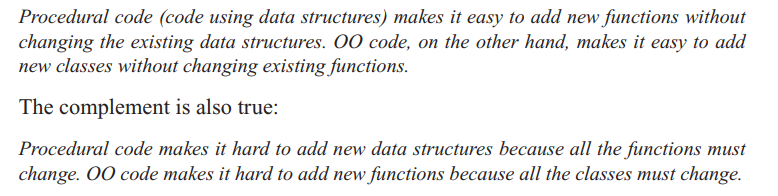 Procedural code (code using data structures) makes it easy to add new functions without
changing the existing data structures. OO code, on the other hand, makes it easy to add
new classes without changing existing functions.
The complement is also true:
Procedural code makes it hard to add new data structures because all the functions must
change. OO code makes it hard to add new functions because all the classes must change.